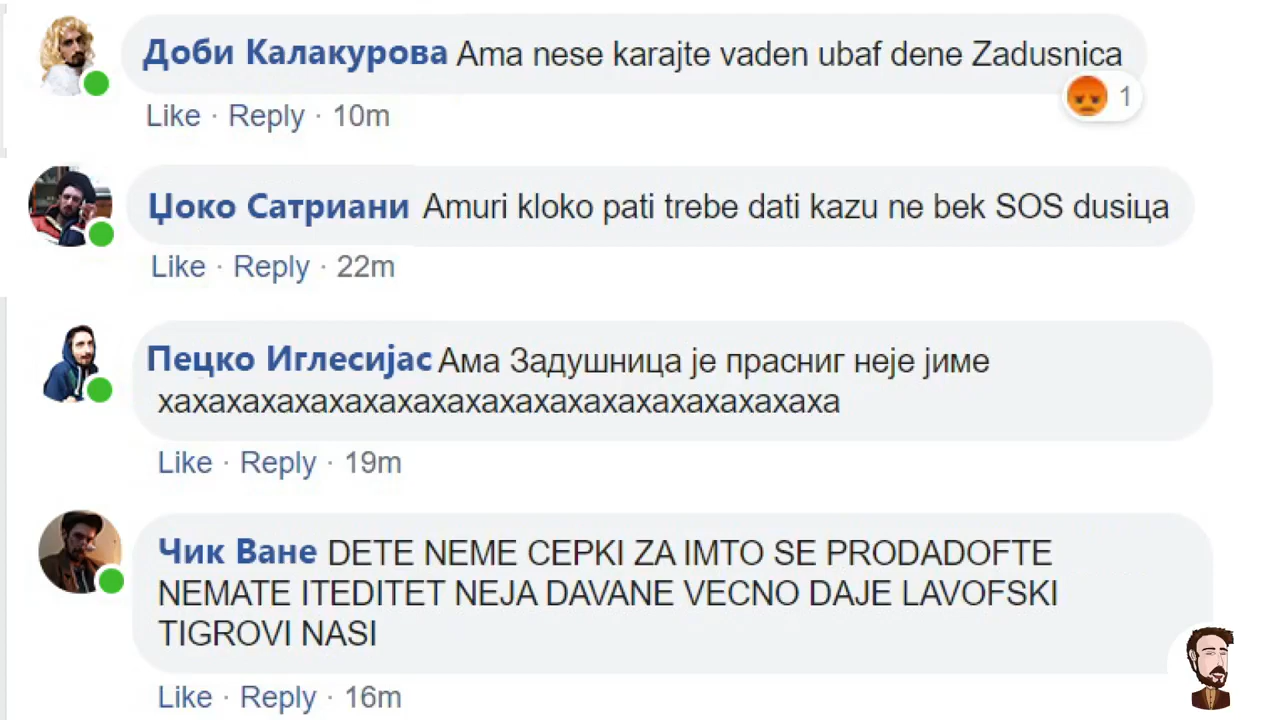 Доби Калакурова Ama nese karajte vaden ubaf dene Zadusnica
1
Like · Reply · 10m
Џоко Сатриани Amuri kloko pati trebe dati kazu ne bek SOS dusiца
Like · Reply · 22m
Пецко Иглесијас Ама Задушница је прасниг неје јиме
хахахахахахахахахахахахахахахахахахахаха
Like · Reply · 19m
Чик Ване DETE NEME CEPKI ZA IMTO SE PRODADOFTE
NEMATE ITEDITET NEJA DAVANE VECNO DAJE LAVOFSKI
TIGROVI NASI
Like · Reply · 16m